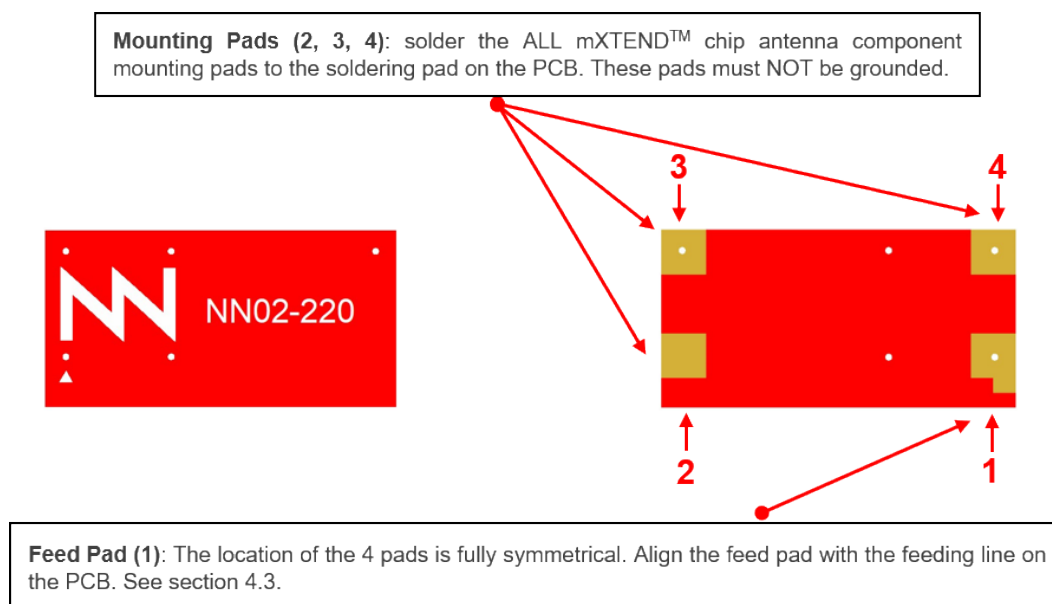 Mounting Pads (2, 3, 4): solder the ALL mXTEND™ chip antenna component
mounting pads to the soldering pad on the PCB. These pads must NOT be grounded.
3
4
NN02-220
2
1
Feed Pad (1): The location of the 4 pads is fully symmetrical. Align the feed pad with the feeding line on
the PCB. See section 4.3.